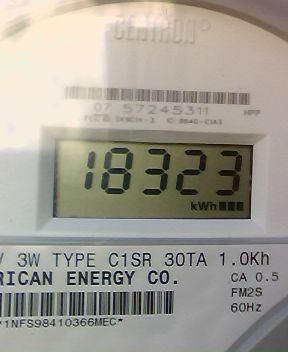 CENTRON®
07 57245311 HPP
18323
kWh
V 3W TYPE C1SR 30TA 1.0Kh
RICAN ENERGY CO. CA 0.5
FM2S
60Hz
*1NFS98410366MEC*